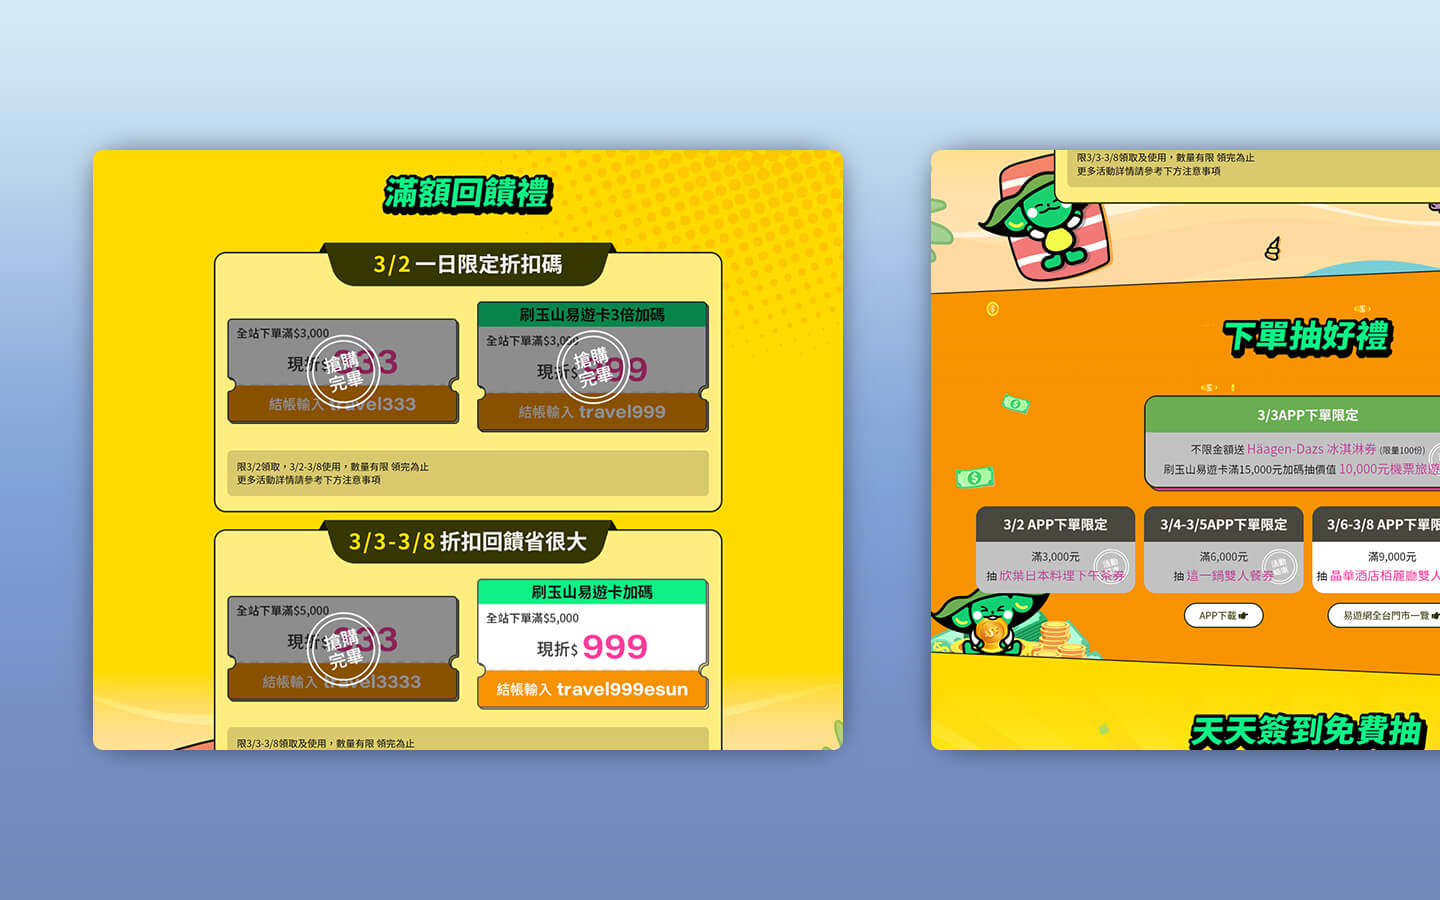 滿額回饋禮
3/2 一日限定折扣碼
全站下單滿$3,000
現折$ 333
搶購
完畢
結帳輸入 travel333
刷玉山易遊卡3倍加碼
全站下單滿$3,000
現折$ 999
搶購
完畢
結帳輸入 travel999
限3/2領取，3/2-3/8使用，數量有限 領完為止
更多活動詳情請參考下方注意事項
3/3-3/8 折扣回饋省很大
全站下單滿$5,000
現折$ 333
搶購
完畢
結帳輸入 travel3333
刷玉山易遊卡加碼
全站下單滿$5,000
現折$ 999
結帳輸入 travel999esun
限3/3-3/8領取及使用，數量有限 領完為止
限3/3-3/8領取及使用，數量有限 領完為止
更多活動詳情請參考下方注意事項
下單抽好禮
3/3APP下單限定
不限金額送 Häagen-Dazs 冰淇淋券 (限量100份)
刷玉山易遊卡滿15,000元加碼抽價值 10,000元機票旅遊
3/2 APP下單限定
滿3,000元
抽 欣葉日本料理下午茶券
活動
結束
3/4-3/5APP下單限定
滿6,000元
抽 這一鍋雙人餐券
活動
結束
3/6-3/8 APP下單限
滿9,000元
抽 晶華酒店栢麗廳雙人
APP下載
易遊網全台門市一覽
天天簽到免費抽